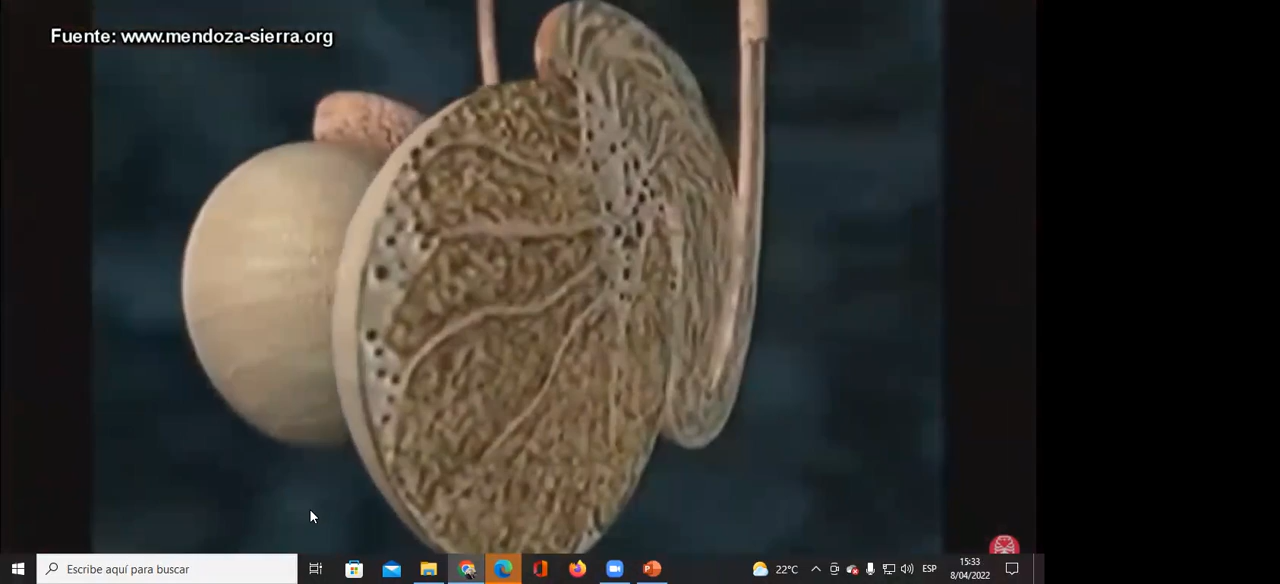 Fuente: www.mendoza-sierra.org
Escribe aquí para buscar
22°C
ESP
15:33
8/04/2022